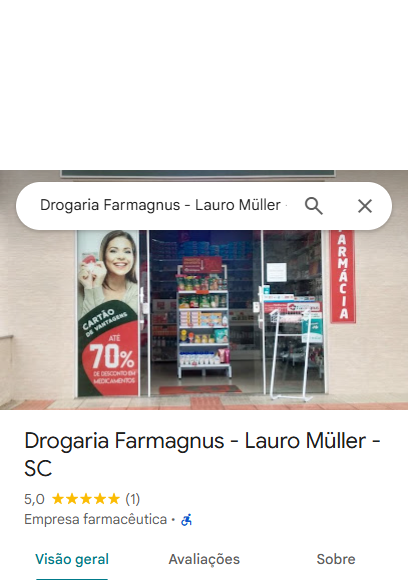 Drogaria Farmagnus - Lauro Müller -
CARTÃO
DE VANTAGENS
ATÉ
70%
DE DESCONTO EM
MEDICAMENTOS
FARMÁCIA
Drogaria Farmagnus - Lauro Müller -
SC
5,0 (1)
Empresa farmacêutica ·
Visão geral
Avaliações
Sobre